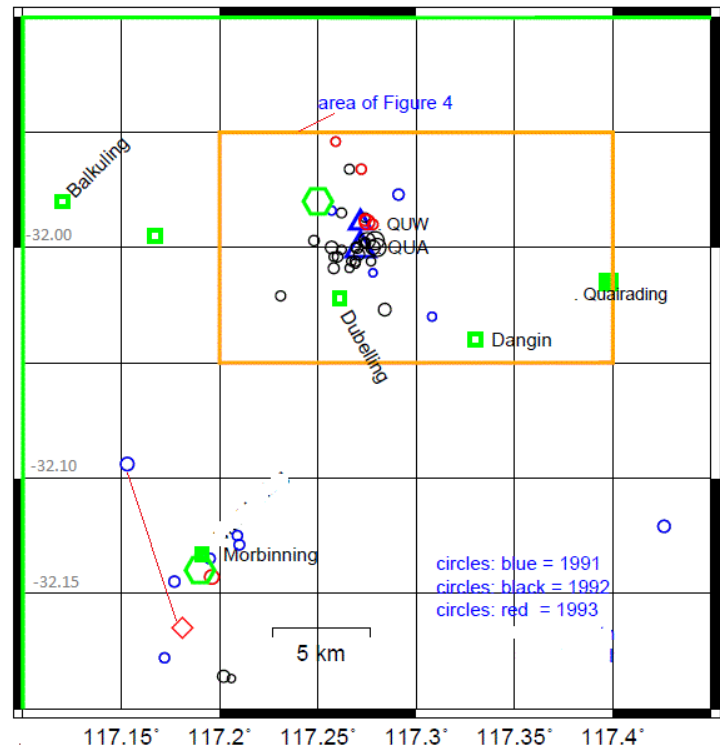 area of Figure 4
Balkuling
QUW
-32.00
QUA
Quairading
Dubelling
Dangin
-32.10
Morbinning
circles: blue = 1991
circles: black = 1992
-32.15
circles: red = 1993
5 km
117.15° 117.2° 117.25° 117.3° 117.35° 117.4°